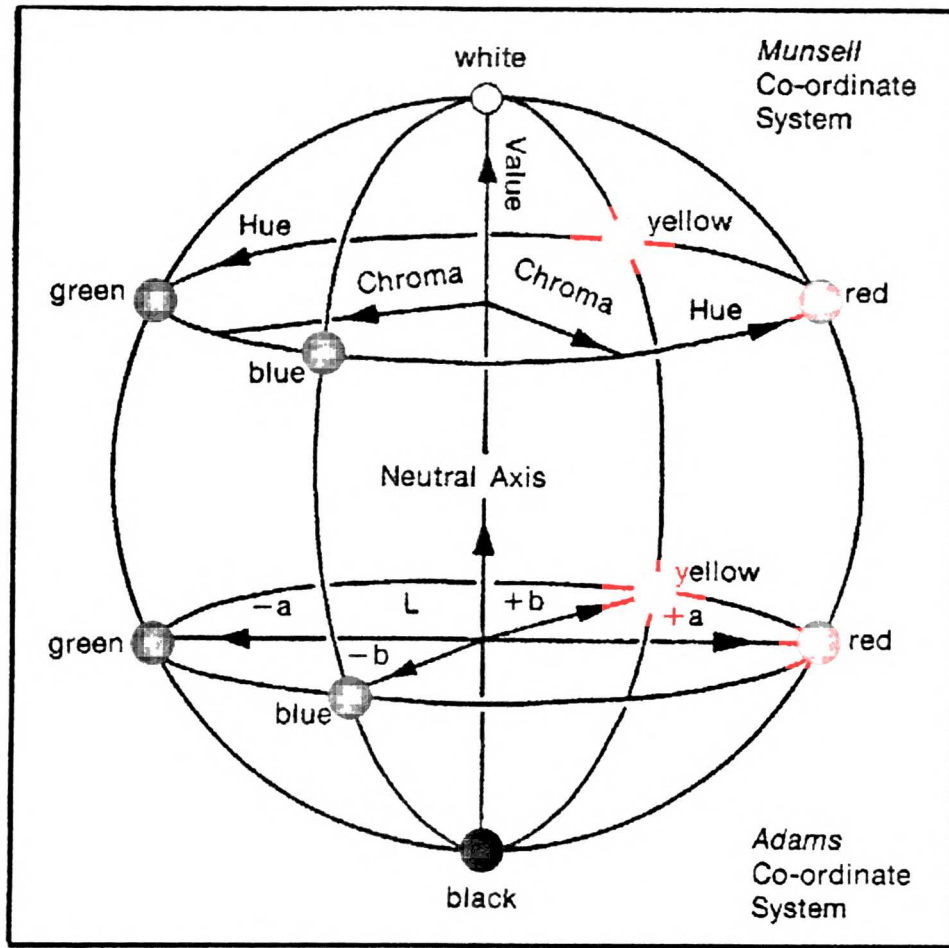 white
Munsell
Co-ordinate
System
Value
Hue
yellow
green
Chroma
Chroma
Hue
red
blue
Neutral Axis
yellow
-a
L
+b
+a
green
-b
red
blue
Adams
Co-ordinate
System
black